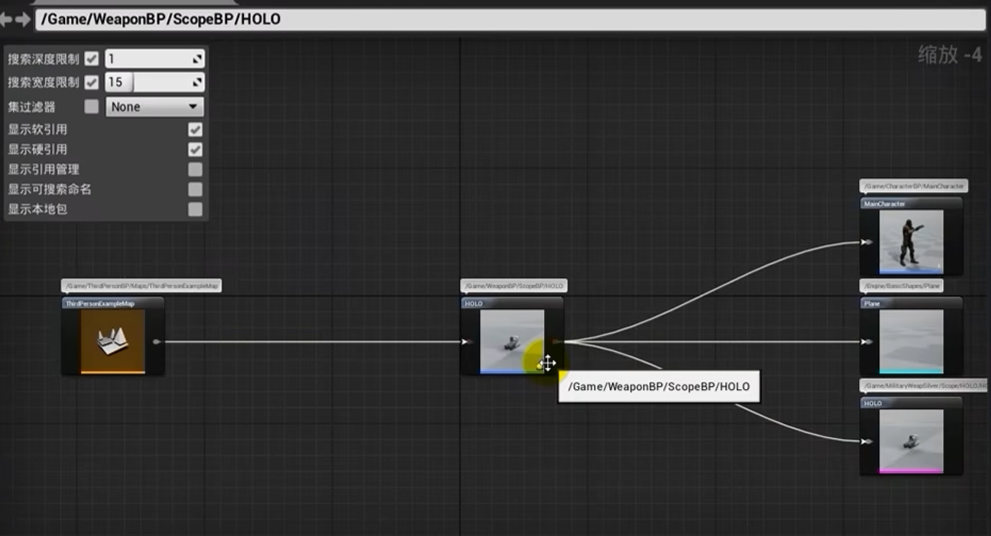 /Game/WeaponBP/ScopeBP/HOLO
缩放 -4
搜索深度限制 1
搜索宽度限制 15
集过滤器 None
显示软引用
显示硬引用
显示引用管理
显示可搜索命名
显示本地包
/Game/CharacterBP/MainCharacter
MainCharacter
/Game/ThirdPersonBP/Maps/ThirdPersonExampleMap
ThirdPersonExampleMap
/Game/WeaponBP/ScopeBP/HOLO
HOLO
/Engine/BasicShapes/Plane
Plane
/Game/WeaponBP/ScopeBP/HOLO
HOLO